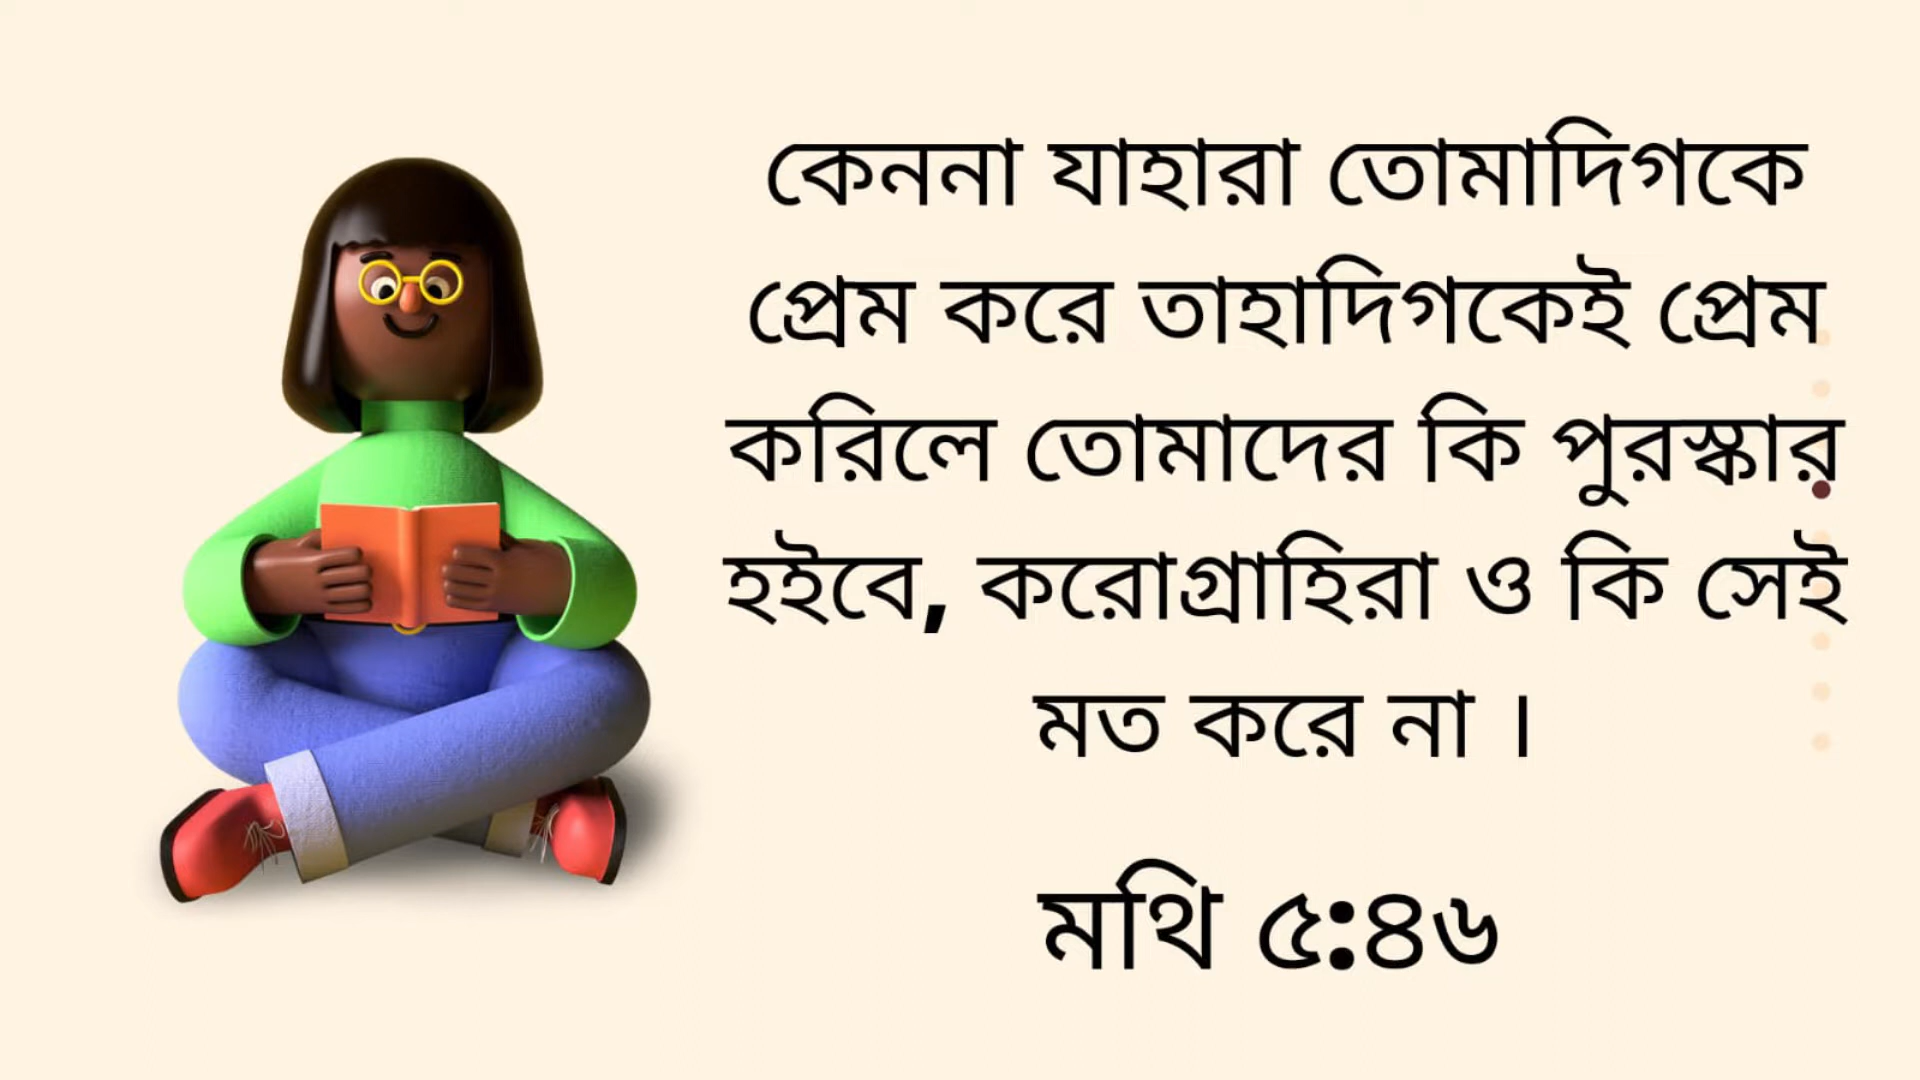 কেননা যাহারা তোমাদিগকে
প্রেম করে তাহাদিগকেই প্রেম
করিলে তোমাদের কি পুরস্কার
হইবে, করোগ্রাহিরা ও কি সেই
মত করে না ।
মথি ৫:৪৬